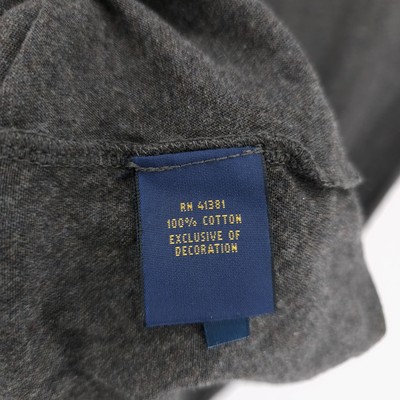 RN 41381
100% COTTON
EXCLUSIVE OF
DECORATION